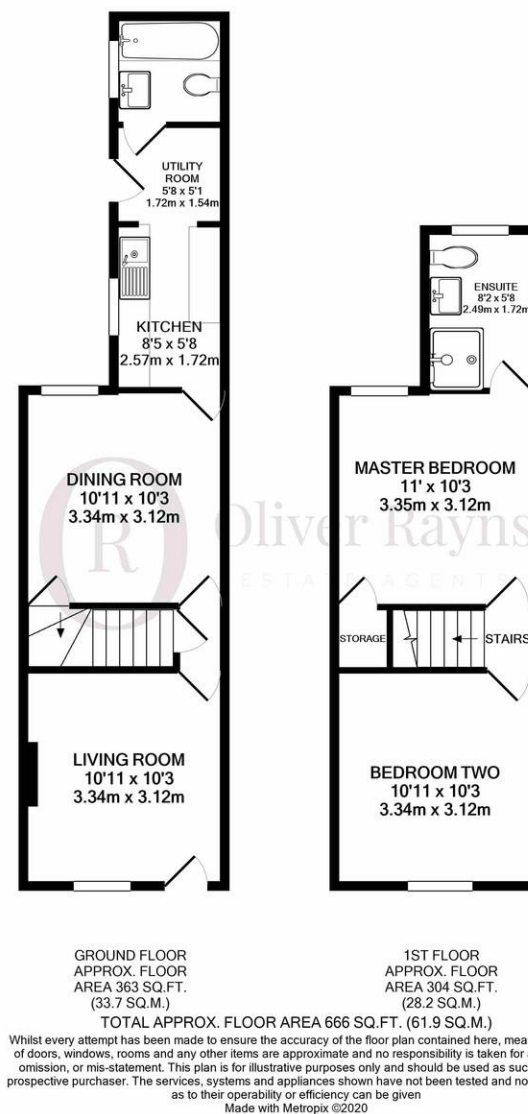 UTILITY
ROOM
5'8 x 5'1
1.72m x 1.54m
KITCHEN
8'5 x 5'8
2.57m x 1.72m
DINING ROOM
10'11 x 10'3
3.34m x 3.12m
LIVING ROOM
10'11 x 10'3
3.34m x 3.12m
ENSUITE
8'2 x 5'8
2.49m x 1.72m
MASTER BEDROOM
11' x 10'3
3.35m x 3.12m
STORAGE
STAIRS
BEDROOM TWO
10'11 x 10'3
3.34m x 3.12m
OR Oliver Rayns
ESTATE AGENTS
GROUND FLOOR
APPROX. FLOOR
AREA 363 SQ.FT.
(33.7 SQ.M.)
1ST FLOOR
APPROX. FLOOR
AREA 304 SQ.FT.
(28.2 SQ.M.)
TOTAL APPROX. FLOOR AREA 666 SQ.FT. (61.9 SQ.M.)
Whilst every attempt has been made to ensure the accuracy of the floor plan contained here,
of doors, windows, rooms and any other items are approximate and no responsibility is taken for
omission, or mis-statement. This plan is for illustrative purposes only and should be used as
prospective purchaser. The services, systems and appliances shown have not been tested and
as to their operability or efficiency can be given
Made with Metropix ©2020